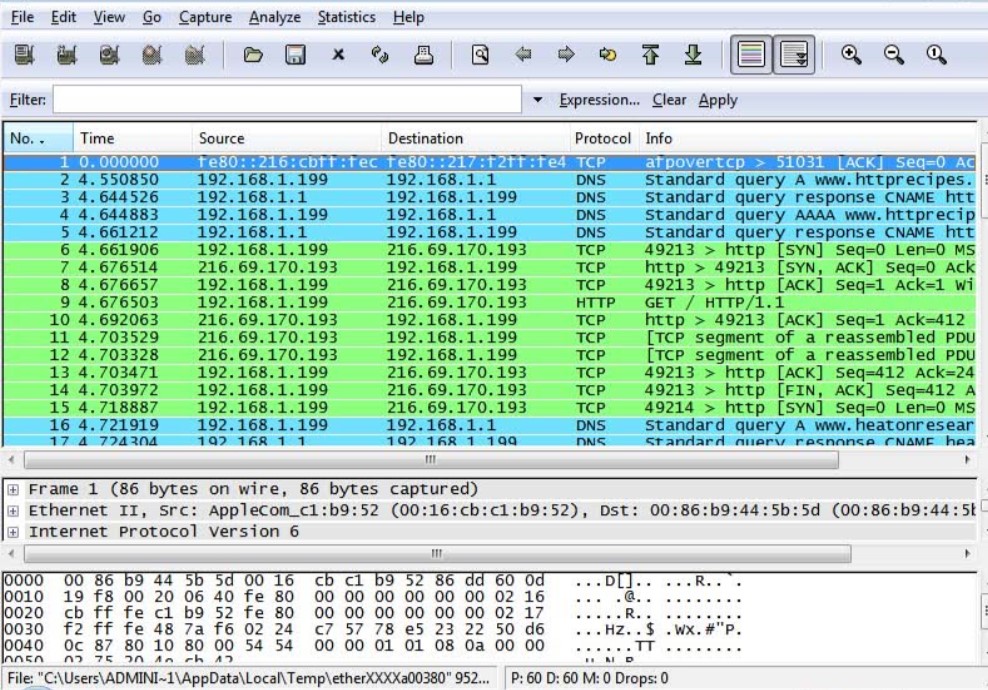 File Edit View Go Capture Analyze Statistics Help
Filter: Expression... Clear Apply
No. . Time Source Destination Protocol Info
1 0.000000 fe80::216:cbff:fec fe80::217:f2ff:fe4 TCP afpovertcp > 51031 [ACK] Seq=0 Ac
2 4.550850 192.168.1.199 192.168.1.1 DNS Standard query A www.httprecipes.
3 4.644526 192.168.1.1 192.168.1.199 DNS Standard query response CNAME htt
4 4.644883 192.168.1.199 192.168.1.1 DNS Standard query AAAA www.httprecip
5 4.661212 192.168.1.1 192.168.1.199 DNS Standard query response CNAME htt
6 4.661906 192.168.1.199 216.69.170.193 TCP 49213 > http [SYN] Seq=0 Len=0 MS
7 4.676514 216.69.170.193 192.168.1.199 TCP http > 49213 [SYN, ACK] Seq=0 Ack
8 4.676657 192.168.1.199 216.69.170.193 TCP 49213 > http [ACK] Seq=1 Ack=1 Wi
9 4.676503 192.168.1.199 216.69.170.193 HTTP GET / HTTP/1.1
10 4.692063 216.69.170.193 192.168.1.199 TCP http > 49213 [ACK] Seq=1 Ack=412
11 4.703529 216.69.170.193 192.168.1.199 TCP [TCP segment of a reassembled PDU
12 4.703328 216.69.170.193 192.168.1.199 TCP [TCP segment of a reassembled PDU
13 4.703471 192.168.1.199 216.69.170.193 TCP 49213 > http [ACK] Seq=412 Ack=24
14 4.703972 192.168.1.199 216.69.170.193 TCP 49213 > http [FIN, ACK] Seq=412 A
15 4.718887 192.168.1.199 216.69.170.193 TCP 49214 > http [SYN] Seq=0 Len=0 MS
16 4.721919 192.168.1.199 192.168.1.1 DNS Standard query A www.heatonresear
17 4.724304 192.168.1.1 192.168.1.199 DNS Standard query response CNAME hea
Frame 1 (86 bytes on wire, 86 bytes captured)
Ethernet II, Src: AppleCom_c1:b9:52 (00:16:cb:c1:b9:52), Dst: 00:86:b9:44:5b:5d (00:86:b9:44:5b
Internet Protocol Version 6
0000 00 86 b9 44 5b 5d 00 16 cb c1 b9 52 86 dd 60 0d ...D[].. ...R..`.
0010 19 f8 00 20 06 40 fe 80 00 00 00 00 00 00 02 16 ... .@.. ........
0020 cb ff fe c1 b9 52 fe 80 00 00 00 00 00 00 02 17 .....R.. ........
0030 f2 ff fe 48 7a f6 02 24 c7 57 78 e5 23 22 50 d6 ...Hz..$ .Wx.#"P.
0040 0c 87 80 10 80 00 54 54 00 00 01 01 08 0a 00 00 ......TT ........
0050 02 75 20 4e cb 42 .u N.B
File: "C:\Users\ADMINI~1\AppData\Local\Temp\etherXXXXa00380" 952... P: 60 D: 60 M: 0 Drops: 0